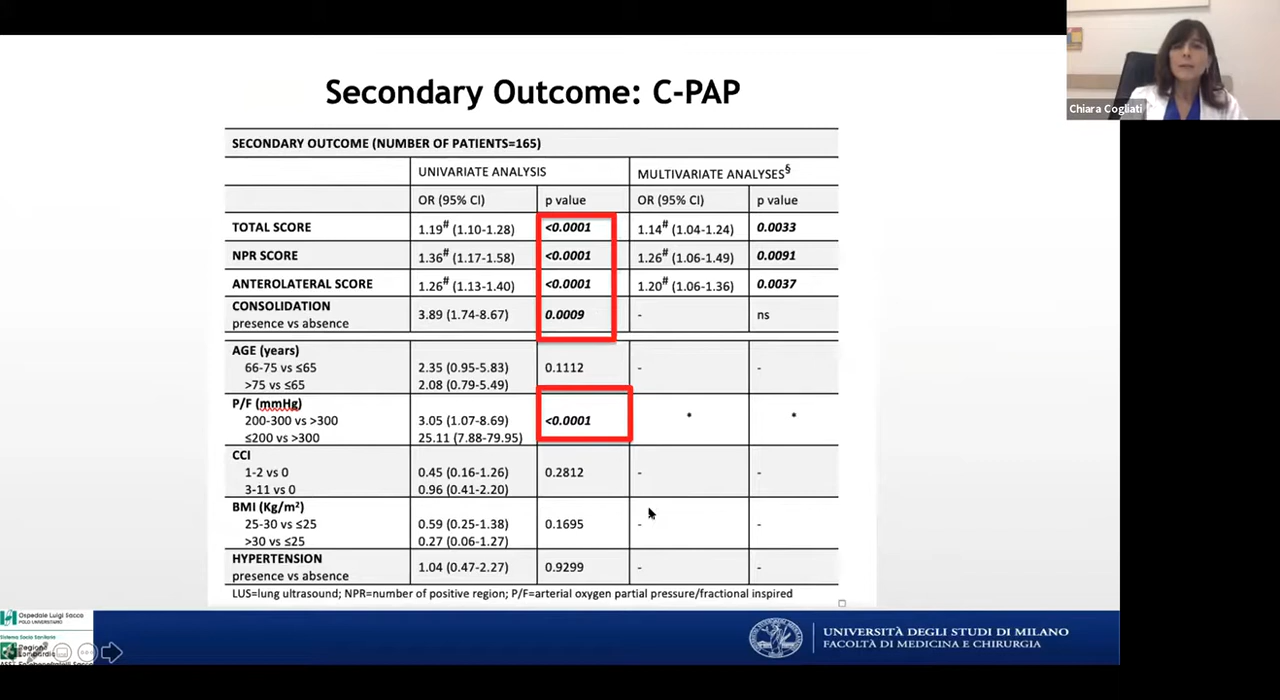 Chiara Cogliati
Secondary Outcome: C-PAP
SECONDARY OUTCOME (NUMBER OF PATIENTS=165)
UNIVARIATE ANALYSIS MULTIVARIATE ANALYSES§
OR (95% CI) p value OR (95% CI) p value
TOTAL SCORE 1.19# (1.10-1.28) <0.0001 1.14# (1.04-1.24) 0.0033
NPR SCORE 1.36# (1.17-1.58) <0.0001 1.26# (1.06-1.49) 0.0091
ANTEROLATERAL SCORE 1.26# (1.13-1.40) <0.0001 1.20# (1.06-1.36) 0.0037
CONSOLIDATION
presence vs absence 3.89 (1.74-8.67) 0.0009 - ns
AGE (years)
66-75 vs ≤65 2.35 (0.95-5.83) 0.1112 - -
>75 vs ≤65 2.08 (0.79-5.49)
P/F (mmHg)
200-300 vs >300 3.05 (1.07-8.69) <0.0001 * *
≤200 vs >300 25.11 (7.88-79.95)
CCI
1-2 vs 0 0.45 (0.16-1.26) 0.2812 - -
3-11 vs 0 0.96 (0.41-2.20)
BMI (Kg/m²)
25-30 vs ≤25 0.59 (0.25-1.38) 0.1695 - -
>30 vs ≤25 0.27 (0.06-1.27)
HYPERTENSION
presence vs absence 1.04 (0.47-2.27) 0.9299 - -
LUS=lung ultrasound; NPR=number of positive region; P/F=arterial oxygen partial pressure/fractional inspired
Ospedale Luigi Sacco
POLO UNIVERSITARIO
Sistema Socio Sanitario
Regione
Lombardia
UNIVERSITÀ DEGLI STUDI DI MILANO
FACOLTÀ DI MEDICINA E CHIRURGIA